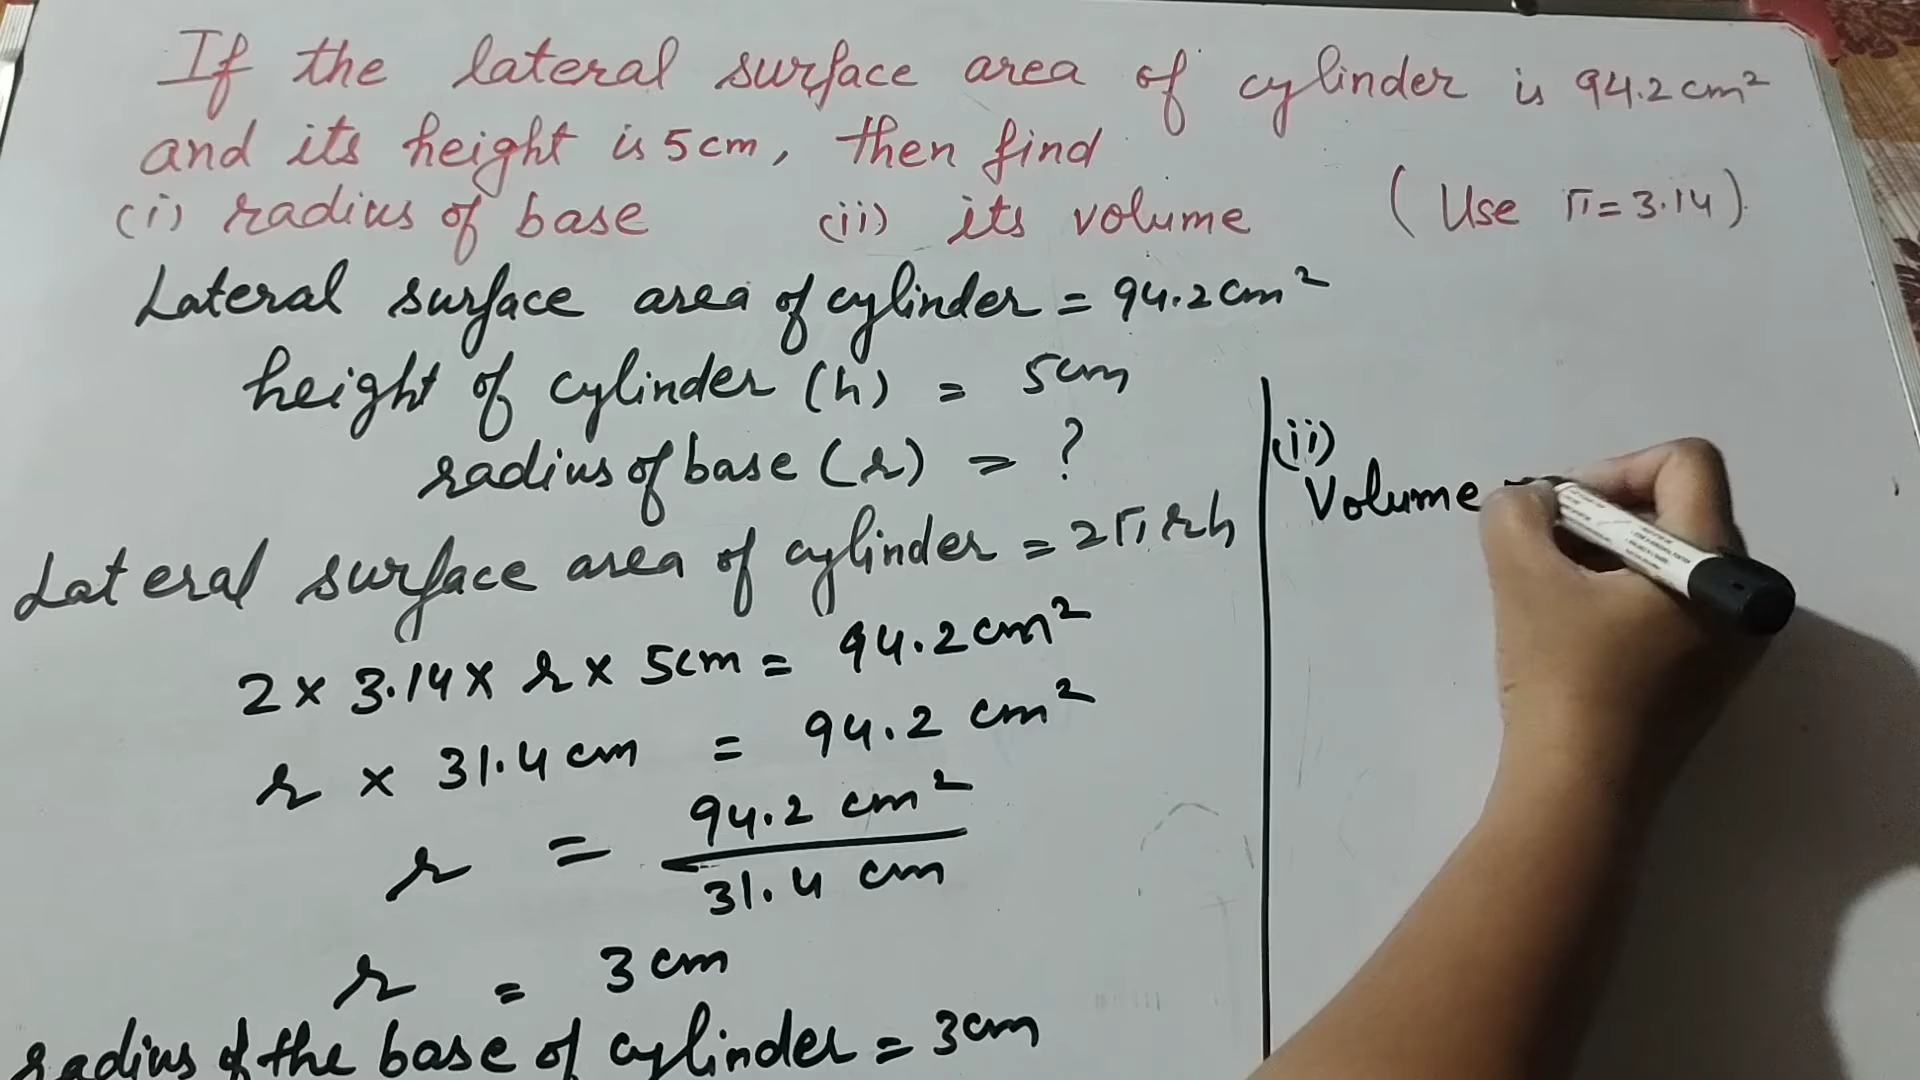 If the lateral surface area of cylinder is 94.2 cm²
and its height is 5 cm, then find
(i) radius of base (ii) its volume (Use π = 3.14).
Lateral surface area of cylinder = 94.2 cm²
height of cylinder (h) = 5cm
radius of base (r) = ?
Lateral surface area of cylinder = 2πrh
2 × 3.14 × r × 5cm = 94.2 cm²
r × 31.4 cm = 94.2 cm²
r = 94.2 cm² / 31.4 cm
r = 3 cm
radius of the base of cylinder = 3cm
(ii)
Volume =